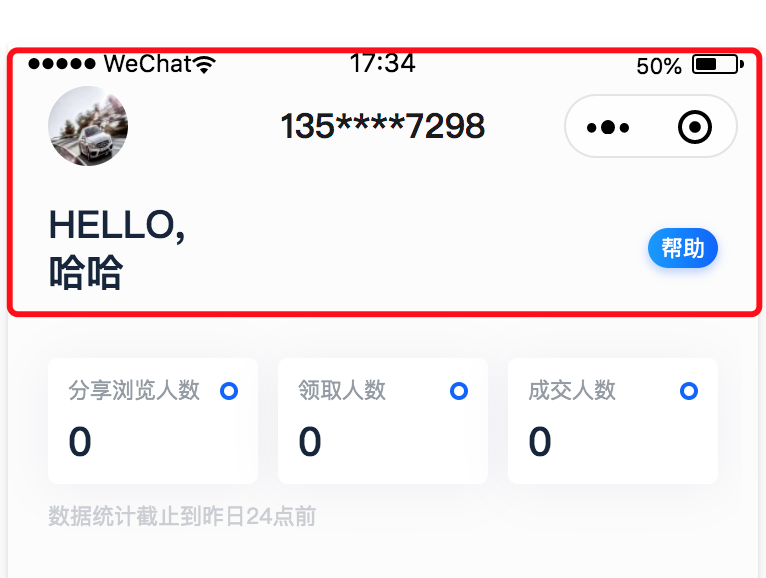 WeChat 17:34 50%
135****7298
HELLO,
哈哈
帮助
分享浏览人数 领取人数 成交人数
0 0 0
数据统计截止到昨日24点前